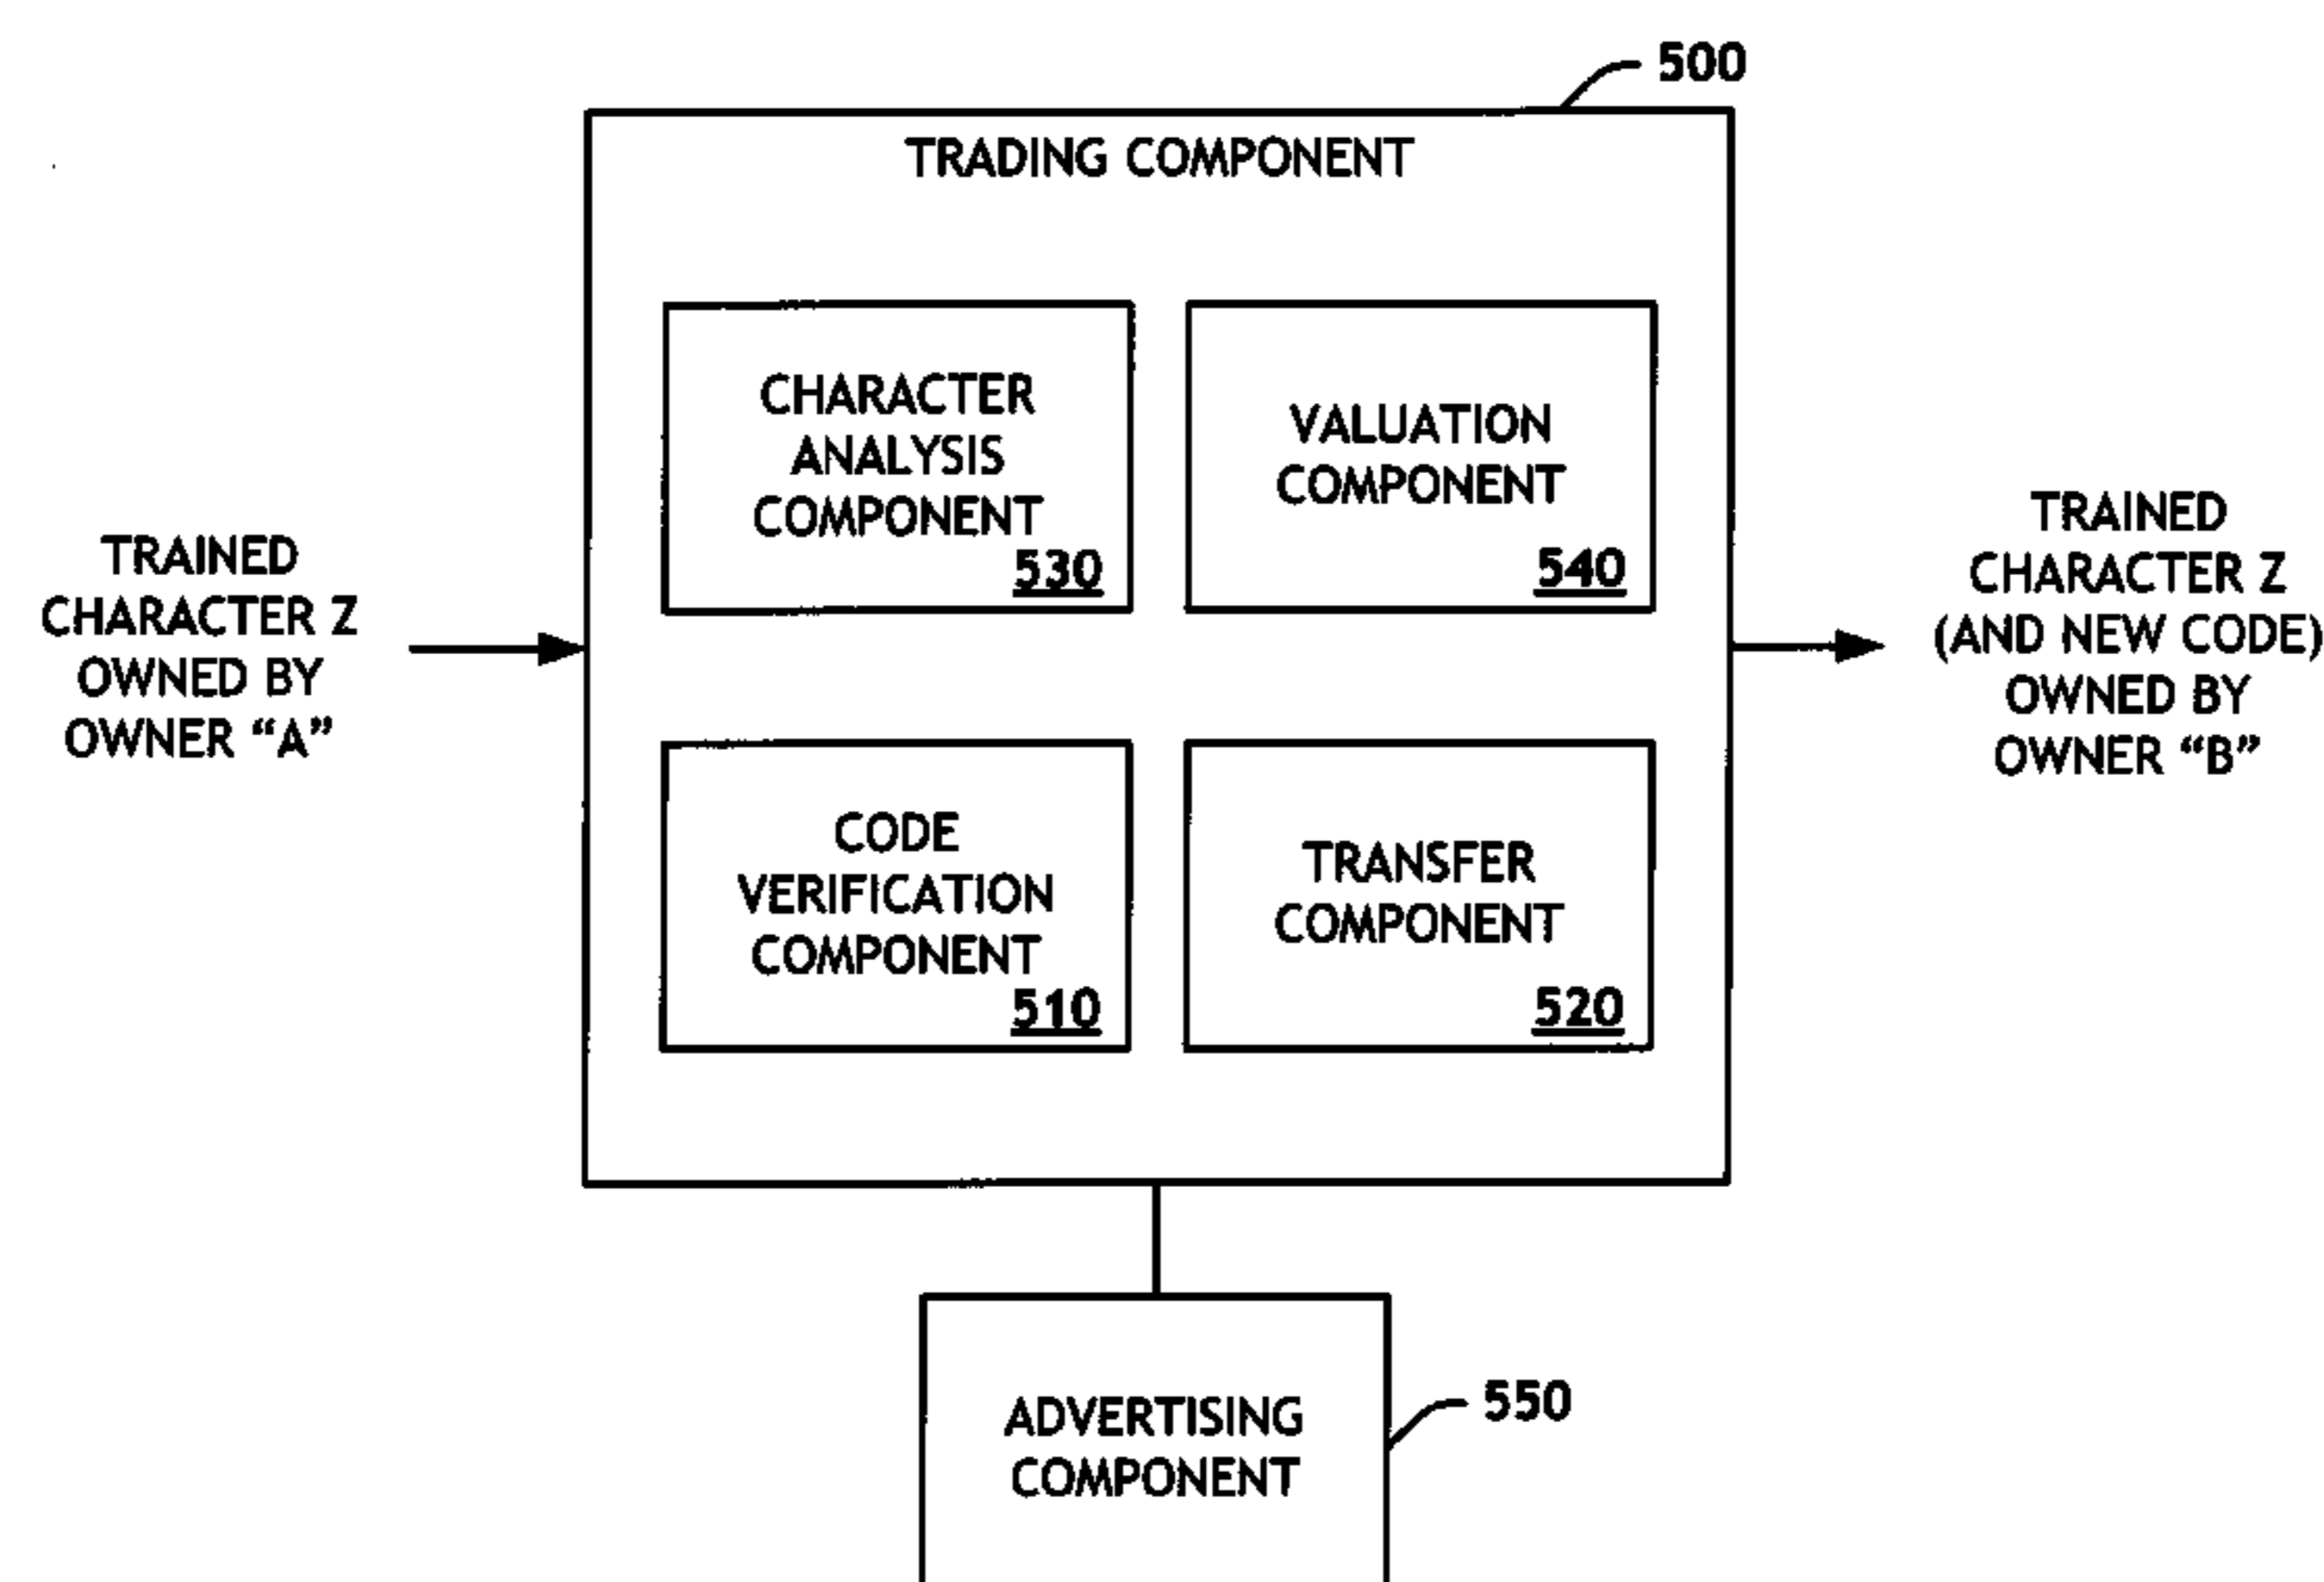 500
TRADING COMPONENT
CHARACTER
ANALYSIS
COMPONENT
530
VALUATION
COMPONENT
540
TRAINED
CHARACTER Z
OWNED BY
OWNER “A”
TRAINED
CHARACTER Z
(AND NEW CODE)
OWNED BY
OWNER “B”
CODE
VERIFICATION
COMPONENT
510
TRANSFER
COMPONENT
520
ADVERTISING
COMPONENT
550